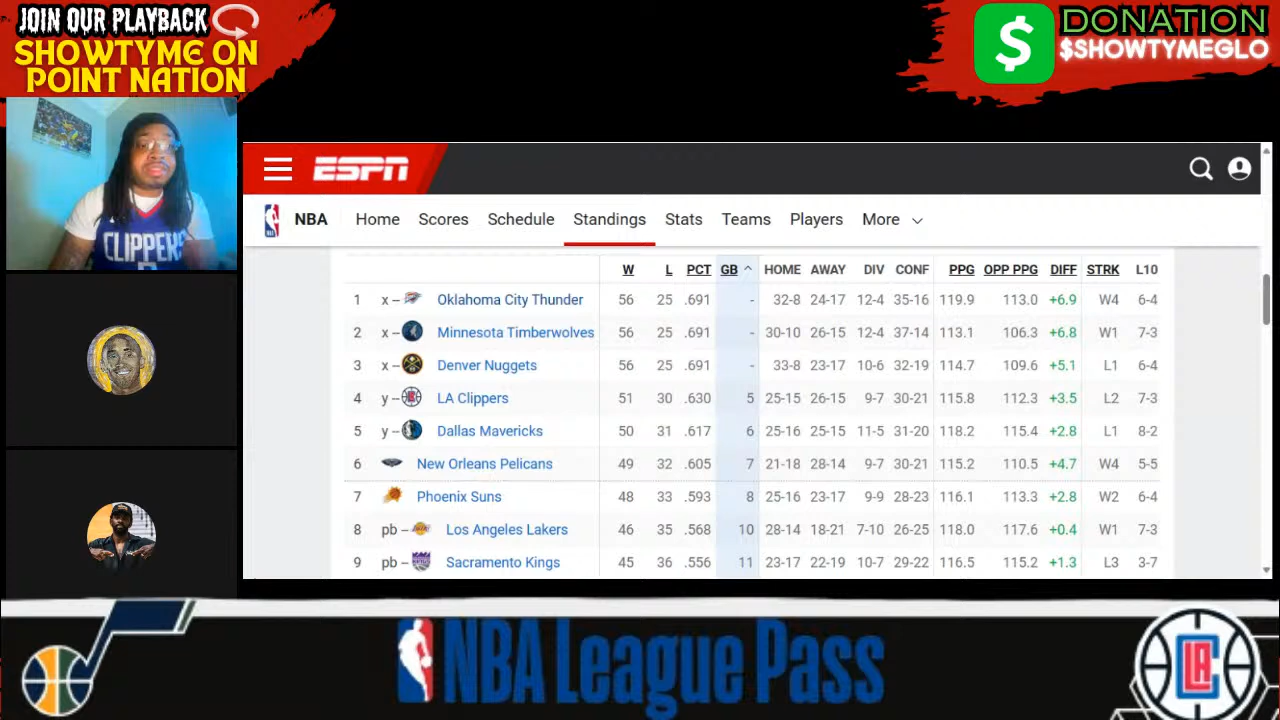 JOIN OUR PLAYBACK
SHOWTYME ON
POINT NATION
DONATION
$SHOWTYMEGLO
CLIPPERS
ESPN
NBA Home Scores Schedule Standings Stats Teams Players More
W L PCT GB HOME AWAY DIV CONF PPG OPP PPG DIFF STRK L10
1 x -- Oklahoma City Thunder 56 25 .691 - 32-8 24-17 12-4 35-16 119.9 113.0 +6.9 W4 6-4
2 x -- Minnesota Timberwolves 56 25 .691 - 30-10 26-15 12-4 37-14 113.1 106.3 +6.8 W1 7-3
3 x -- Denver Nuggets 56 25 .691 - 33-8 23-17 10-6 32-19 114.7 109.6 +5.1 L1 6-4
4 y -- LA Clippers 51 30 .630 5 25-15 26-15 9-7 30-21 115.8 112.3 +3.5 L2 7-3
5 y -- Dallas Mavericks 50 31 .617 6 25-16 25-15 11-5 31-20 118.2 115.4 +2.8 L1 8-2
6 New Orleans Pelicans 49 32 .605 7 21-18 28-14 9-7 30-21 115.2 110.5 +4.7 W4 5-5
7 Phoenix Suns 48 33 .593 8 25-16 23-17 9-9 28-23 116.1 113.3 +2.8 W2 6-4
8 pb -- Los Angeles Lakers 46 35 .568 10 28-14 18-21 7-10 26-25 118.0 117.6 +0.4 W1 7-3
9 pb -- Sacramento Kings 45 36 .556 11 23-17 22-19 10-7 29-22 116.5 115.2 +1.3 L3 3-7
NBA League Pass